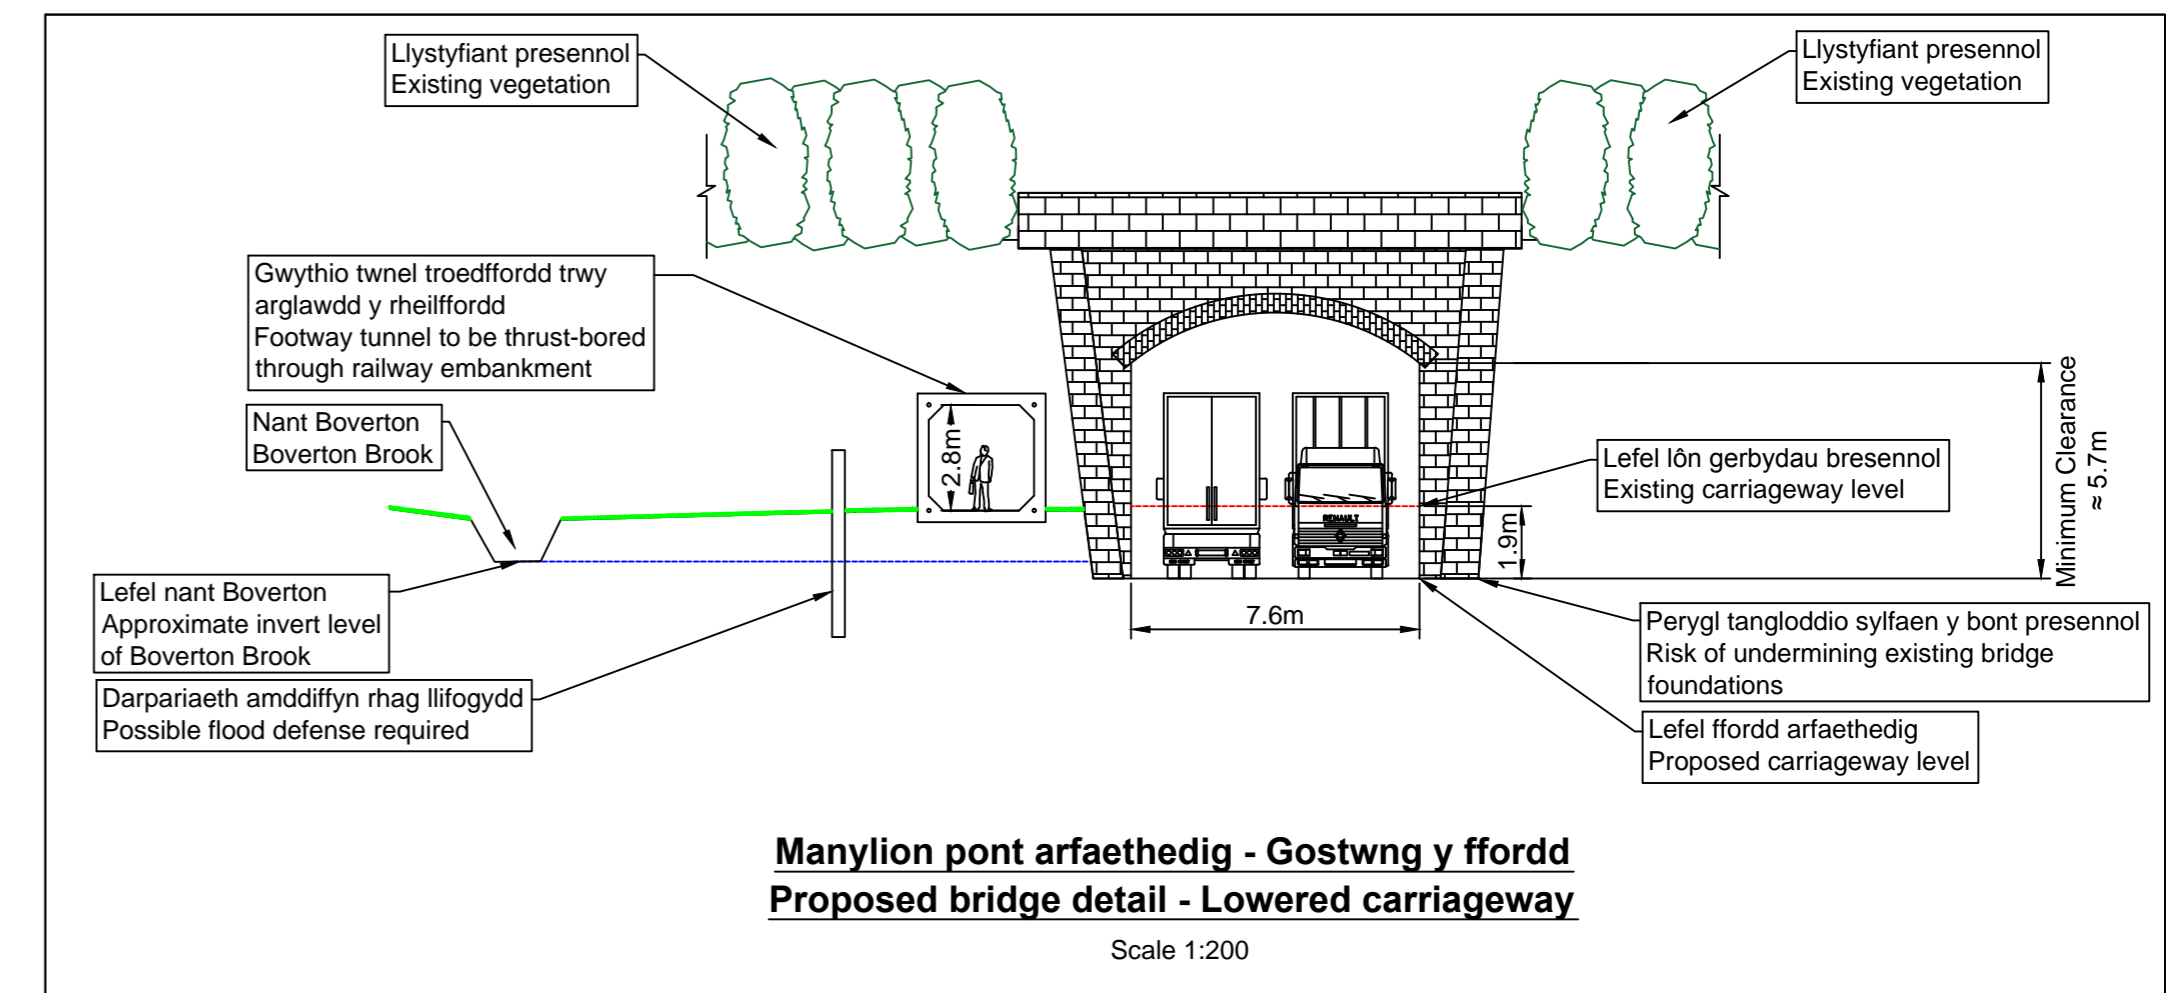 Llystyfiant presennol
Existing vegetation
Llystyfiant presennol
Existing vegetation
Gwythio twnel troedffordd trwy
arglawdd y rheilffordd
Footway tunnel to be thrust-bored
through railway embankment
Nant Boverton
Boverton Brook
2.8m
Lefel lôn gerbydau bresennol
Existing carriageway level
Minimum Clearance
≈ 5.7m
RENAULT
1.9m
Lefel nant Boverton
Approximate invert level
of Boverton Brook
7.6m
Perygl tangloddio sylfaen y bont presennol
Risk of undermining existing bridge
foundations
Darpariaeth amddiffyn rhag llifogydd
Possible flood defense required
Lefel ffordd arfaethedig
Proposed carriageway level
Manylion pont arfaethedig - Gostwng y ffordd
Proposed bridge detail - Lowered carriageway
Scale 1:200